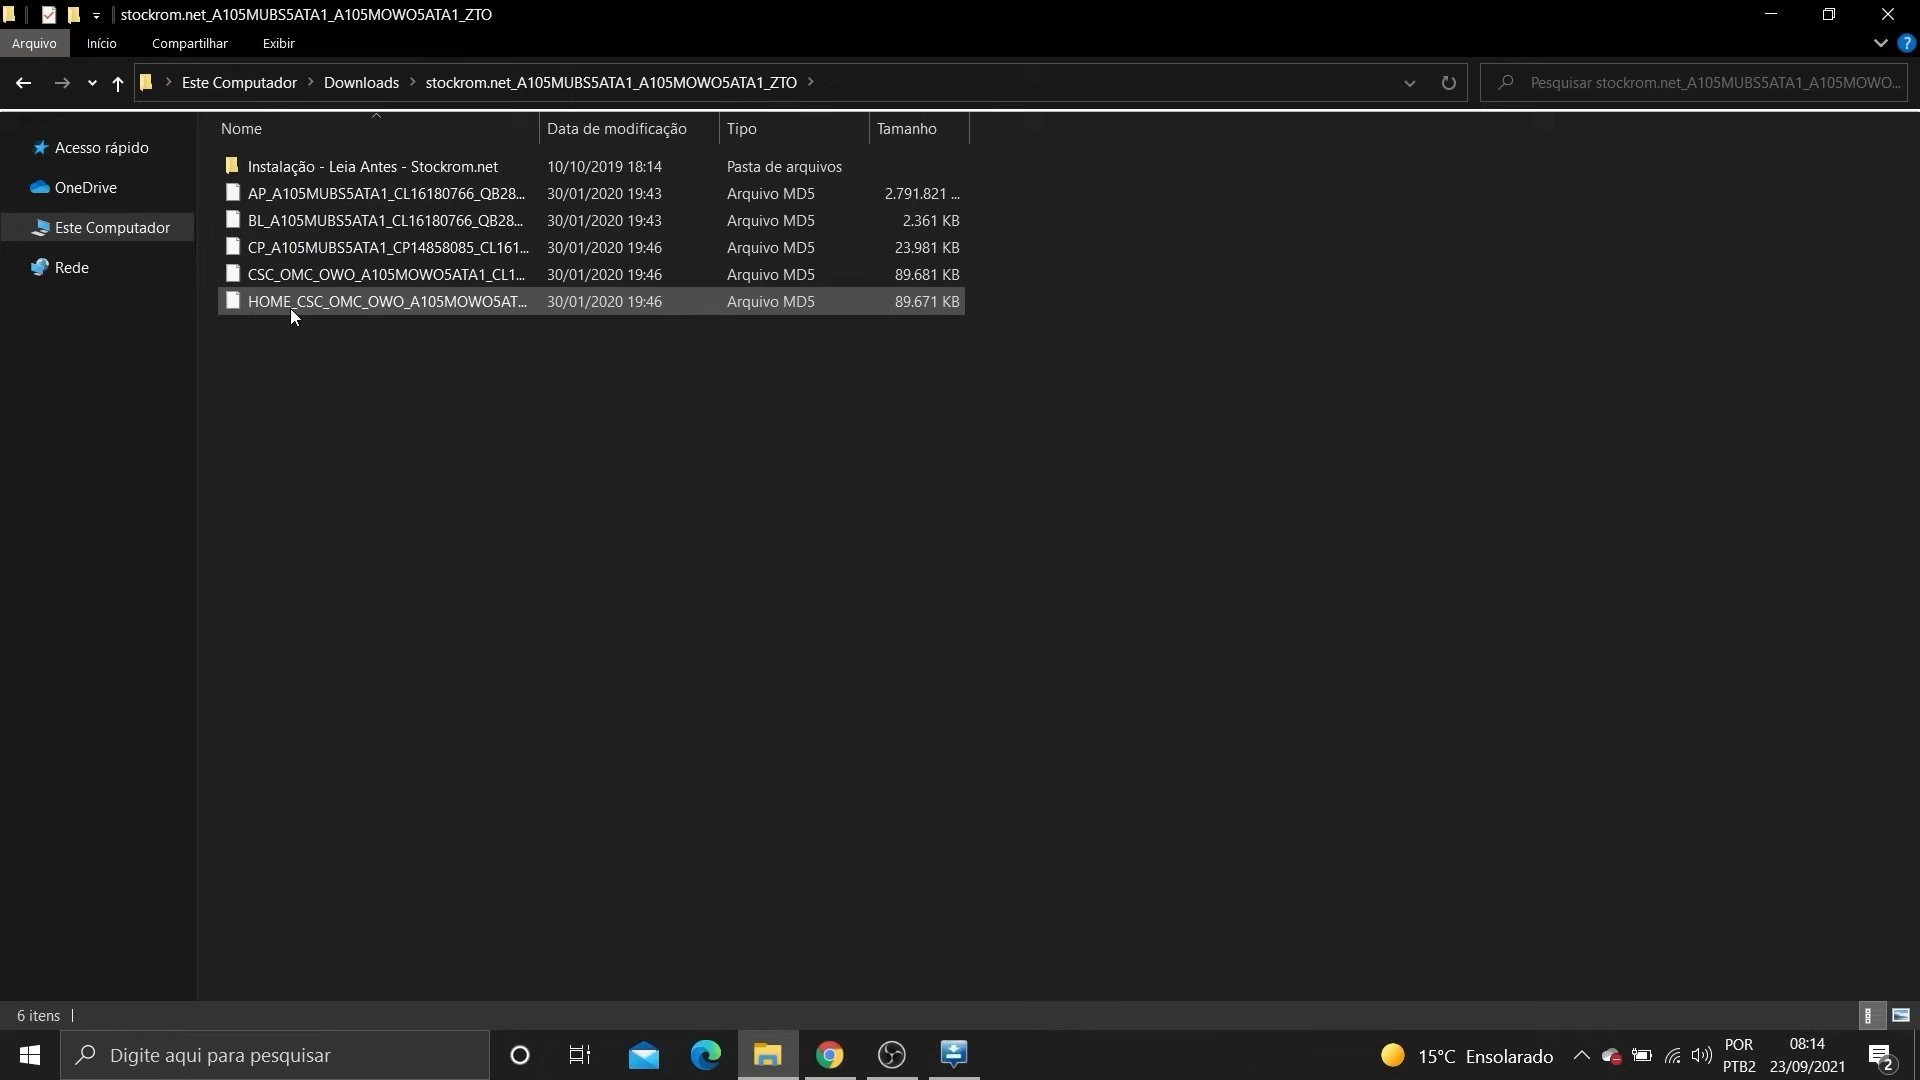 stockrom.net_A105MUBS5ATA1_A105MOWO5ATA1_ZTO
Arquivo Início Compartilhar Exibir ?
Este Computador Downloads stockrom.net_A105MUBS5ATA1_A105MOWO5ATA1_ZTO Pesquisar stockrom.net_A105MUBS5ATA1_A105MOWO...
Nome Data de modificação Tipo Tamanho
Acesso rápido
OneDrive
Este Computador
Rede
Instalação - Leia Antes - Stockrom.net 10/10/2019 18:14 Pasta de arquivos
AP_A105MUBS5ATA1_CL16180766_QB28... 30/01/2020 19:43 Arquivo MD5 2.791.821 ...
BL_A105MUBS5ATA1_CL16180766_QB28... 30/01/2020 19:43 Arquivo MD5 2.361 KB
CP_A105MUBS5ATA1_CP14858085_CL161... 30/01/2020 19:46 Arquivo MD5 23.981 KB
CSC_OMC_OWO_A105MOWO5ATA1_CL1... 30/01/2020 19:46 Arquivo MD5 89.681 KB
HOME_CSC_OMC_OWO_A105MOWO5AT... 30/01/2020 19:46 Arquivo MD5 89.671 KB
6 itens
Digite aqui para pesquisar 15°C Ensolarado POR 08:14
PTB2 23/09/2021 2